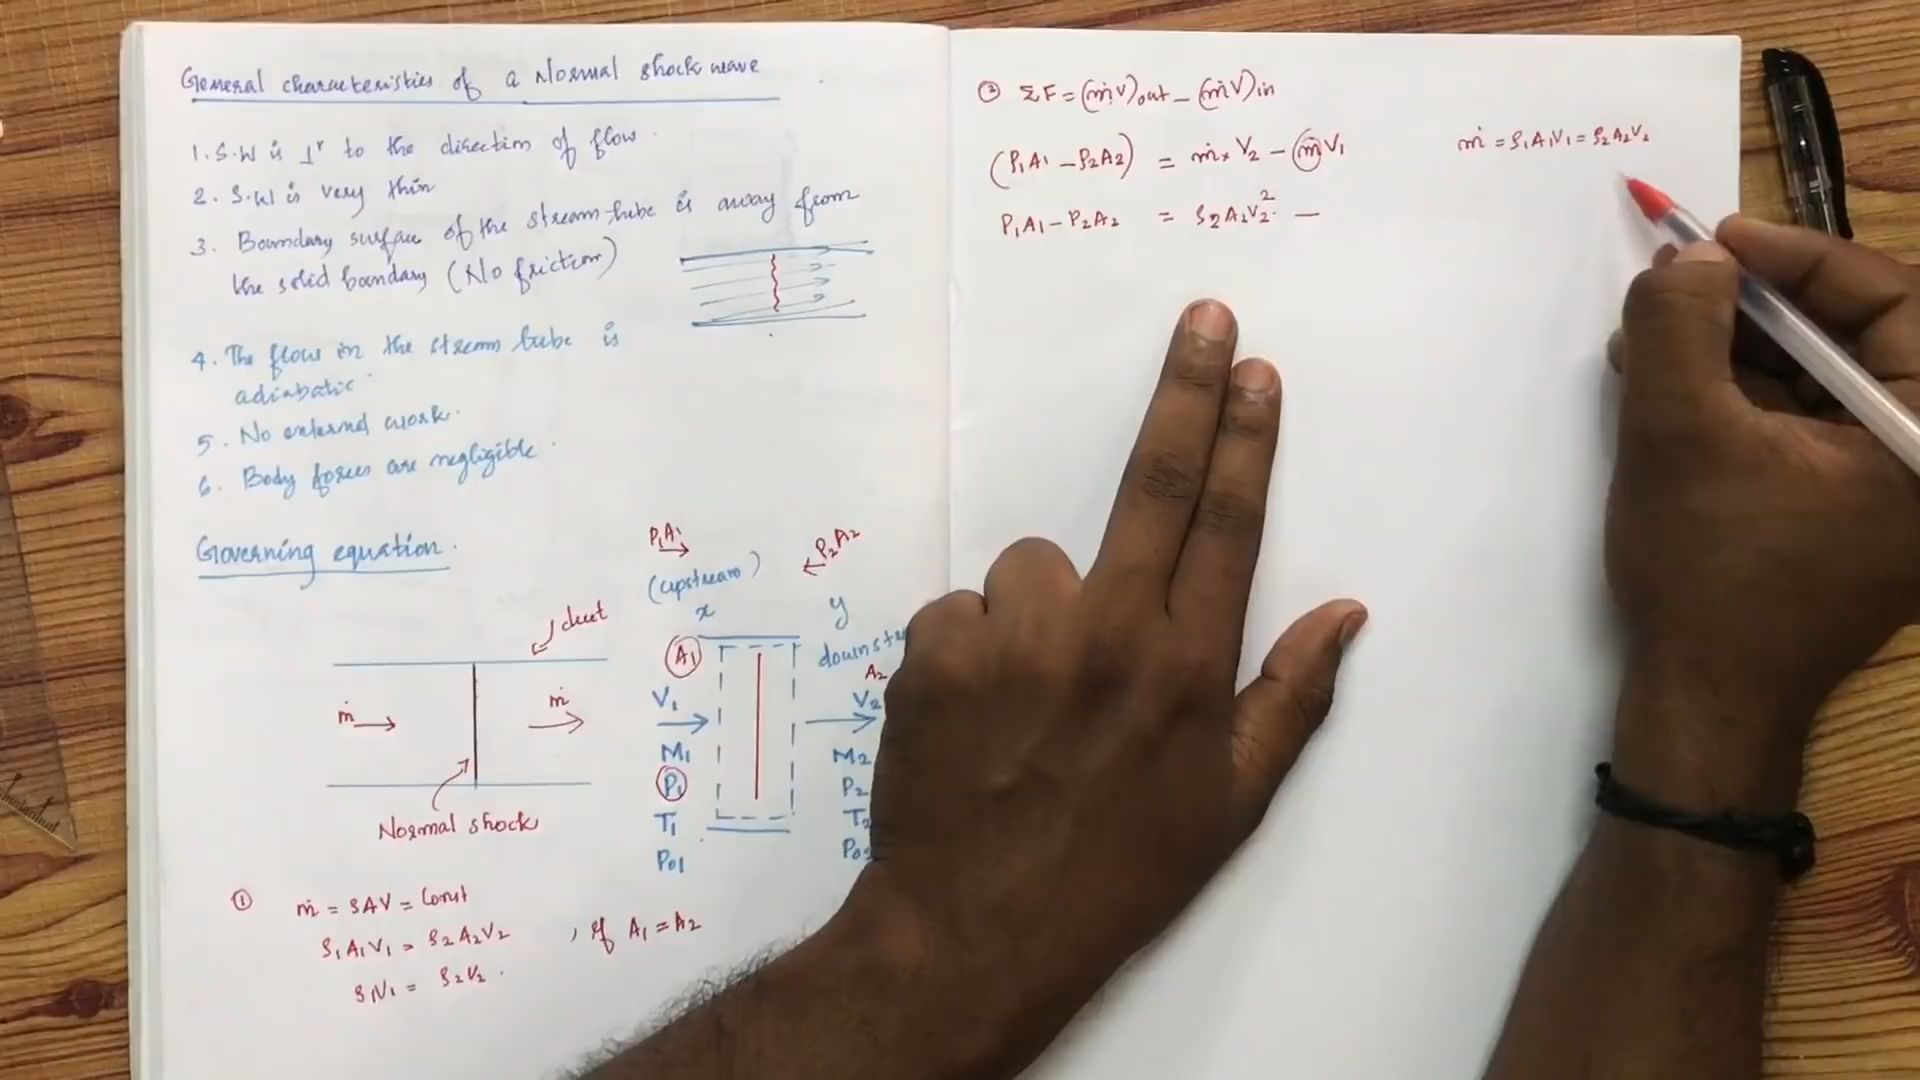 General characteristics of a Normal shock wave
1. S.W is ⊥r to the direction of flow.
2. S.W is very thin
3. Boundary surface of the stream-tube is away from
the solid boundary (No friction)
4. The flow in the stream tube is
adiabatic.
5. No external work.
6. Body forces are negligible.
Governing equation.
duct
ṁ
ṁ
Normal shock
P1A1
P2A2
(upstream)
x
y
downst
A1
A2
V1
V2
M1
M2
P1
P2
T1
T2
P01
P02
① ṁ = ρAV = Const
ρ1A1V1 = ρ2A2V2 , if A1 = A2
ρ1V1 = ρ2V2.
② ΣF = (ṁV)out − (ṁV)in
(P1A1 − P2A2) = ṁ × V2 − ṁV1
ṁ = ρ1A1V1 = ρ2A2V2
P1A1 − P2A2 = ρ2A2V2² −